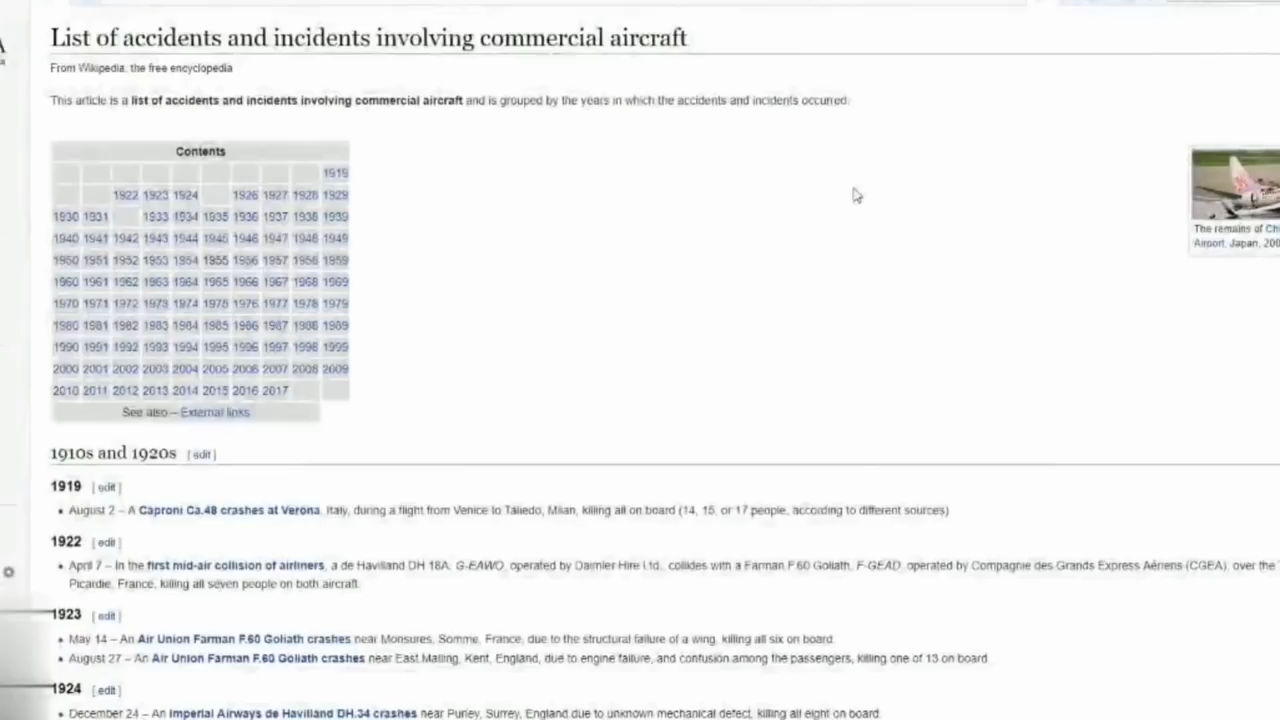 List of accidents and incidents involving commercial aircraft
From Wikipedia, the free encyclopedia
This article is a list of accidents and incidents involving commercial aircraft and is grouped by the years in which the accidents and incidents occurred.
Contents
1919
1922 1923 1924 1926 1927 1928 1929
1930 1931 1933 1934 1935 1936 1937 1938 1939
1940 1941 1942 1943 1944 1945 1946 1947 1948 1949
1950 1951 1952 1953 1954 1955 1956 1957 1958 1959
1960 1961 1962 1963 1964 1965 1966 1967 1968 1969
1970 1971 1972 1973 1974 1975 1976 1977 1978 1979
1980 1981 1982 1983 1984 1985 1986 1987 1988 1989
1990 1991 1992 1993 1994 1995 1996 1997 1998 1999
2000 2001 2002 2003 2004 2005 2006 2007 2008 2009
2010 2011 2012 2013 2014 2015 2016 2017
See also – External links
The remains of Chi
Airport, Japan, 200
1910s and 1920s [ edit ]
1919 [ edit ]
• August 2 – A Caproni Ca.48 crashes at Verona, Italy, during a flight from Venice to Taliedo, Milan, killing all on board (14, 15, or 17 people, according to different sources)
1922 [ edit ]
• April 7 – In the first mid-air collision of airliners, a de Havilland DH 18A, G-EAWO, operated by Daimler Hire Ltd., collides with a Farman F.60 Goliath, F-GEAD, operated by Compagnie des Grands Express Aériens (CGEA), over the
Picardie, France, killing all seven people on both aircraft.
1923 [ edit ]
• May 14 – An Air Union Farman F.60 Goliath crashes near Monsures, Somme, France, due to the structural failure of a wing, killing all six on board.
• August 27 – An Air Union Farman F.60 Goliath crashes near East Malling, Kent, England, due to engine failure, and confusion among the passengers, killing one of 13 on board.
1924 [ edit ]
• December 24 – An Imperial Airways de Havilland DH.34 crashes near Purley, Surrey, England due to unknown mechanical defect, killing all eight on board.